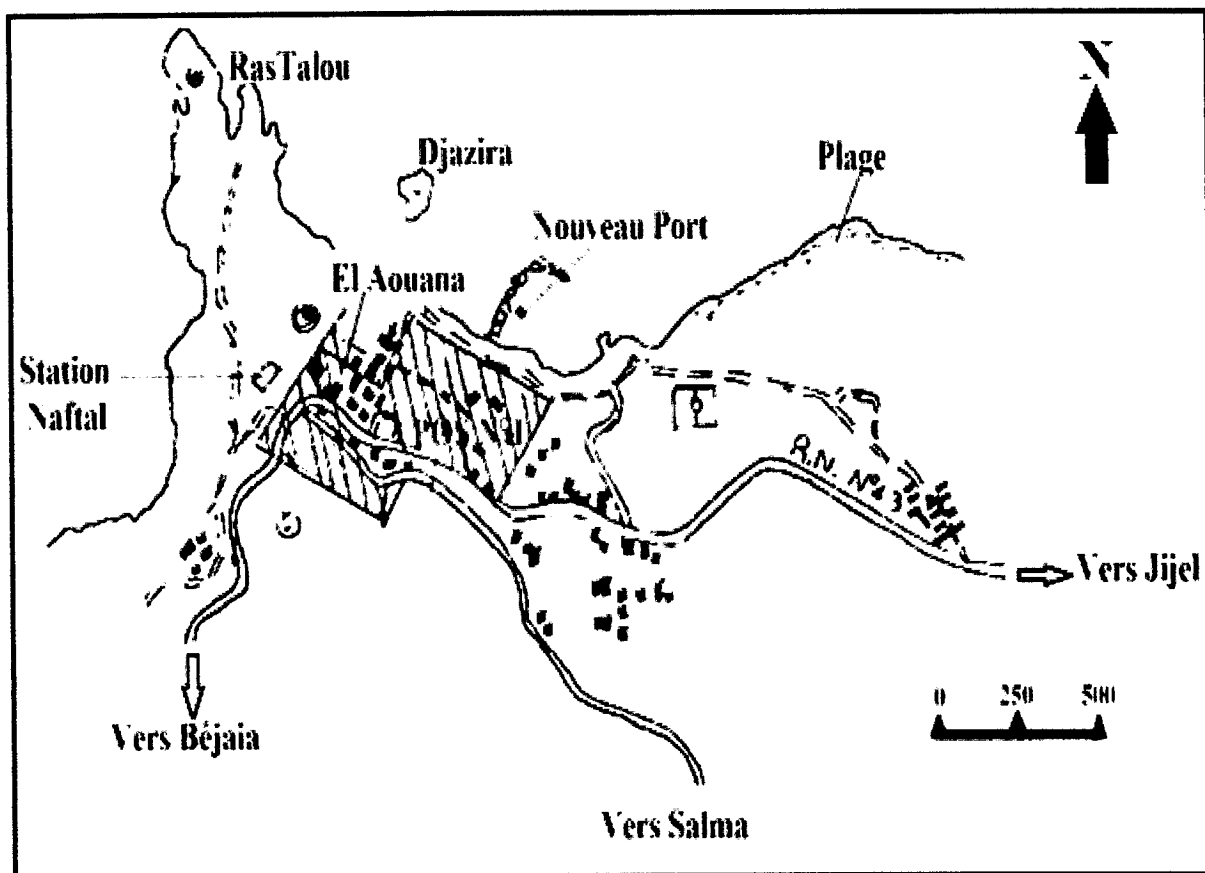 RasTalou
N
Djazira
Plage
Nouveau Port
El Aouana
Station
Naftal
R.N. N°43
Vers Jijel
0 250 500
Vers Béjaia
Vers Salma